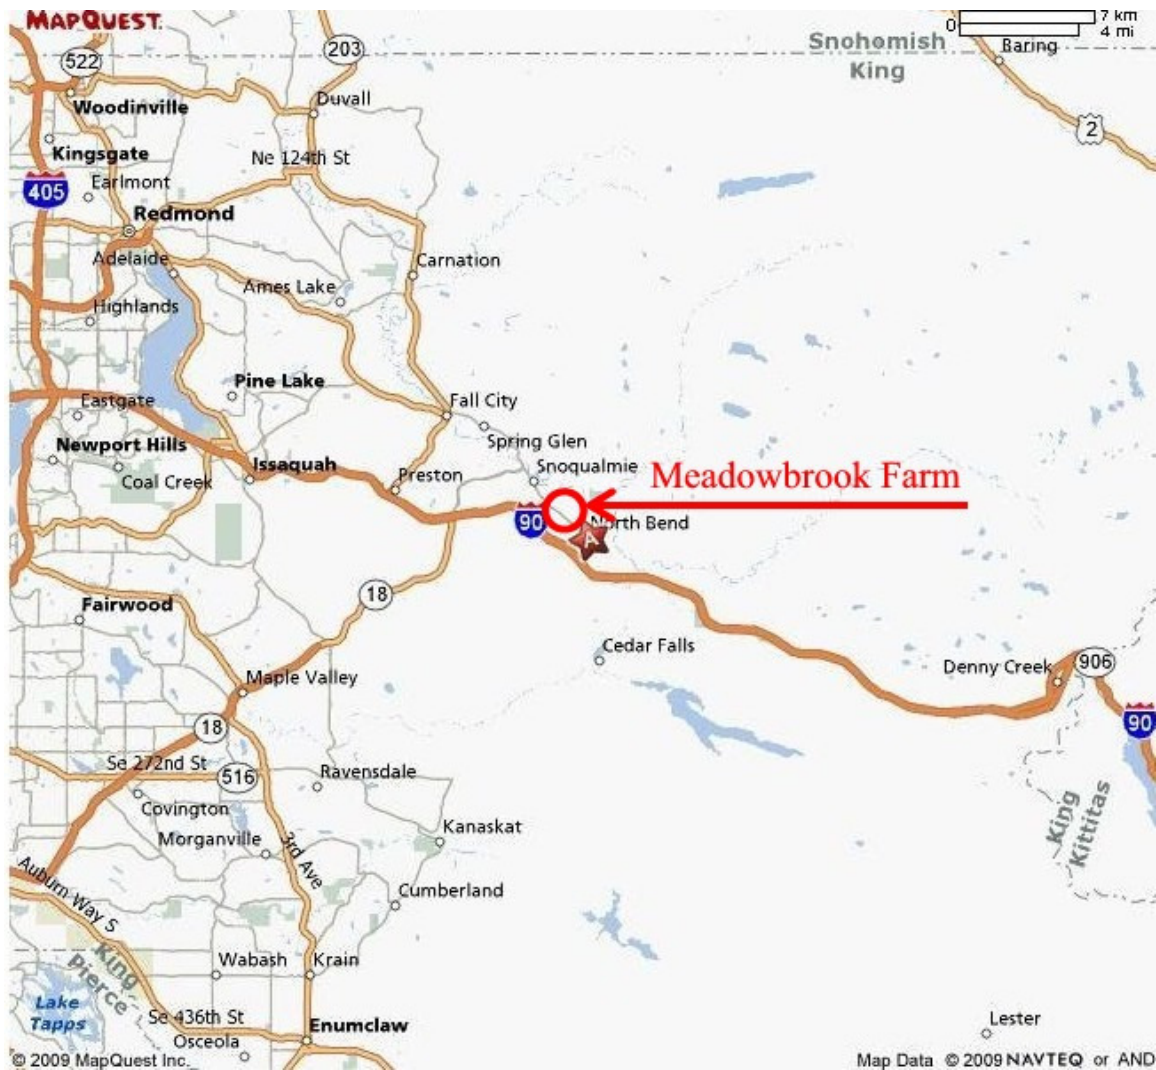 MAPQUEST.
0
7 km
4 mi
Snohomish
King
Baring
203
522
2
Woodinville
Duvall
Kingsgate
Ne 124th St
405
Earlmont
Redmond
Adelaide
Carnation
Ames Lake
Highlands
Pine Lake
Eastgate
Fall City
Newport Hills
Spring Glen
Issaquah
Snoqualmie
Coal Creek
Preston
Meadowbrook Farm
90
North Bend
A
18
Fairwood
Cedar Falls
Maple Valley
Denny Creek
906
18
90
Se 272nd St
516
Ravensdale
Covington
Morganville
3rd Ave
Kanaskat
King
Kittitas
Auburn Way S
Cumberland
King
Pierce
Wabash
Krain
Lake
Tapps
Se 436th St
Enumclaw
Lester
Osceola
© 2009 MapQuest Inc.
Map Data © 2009 NAVTEQ or AND